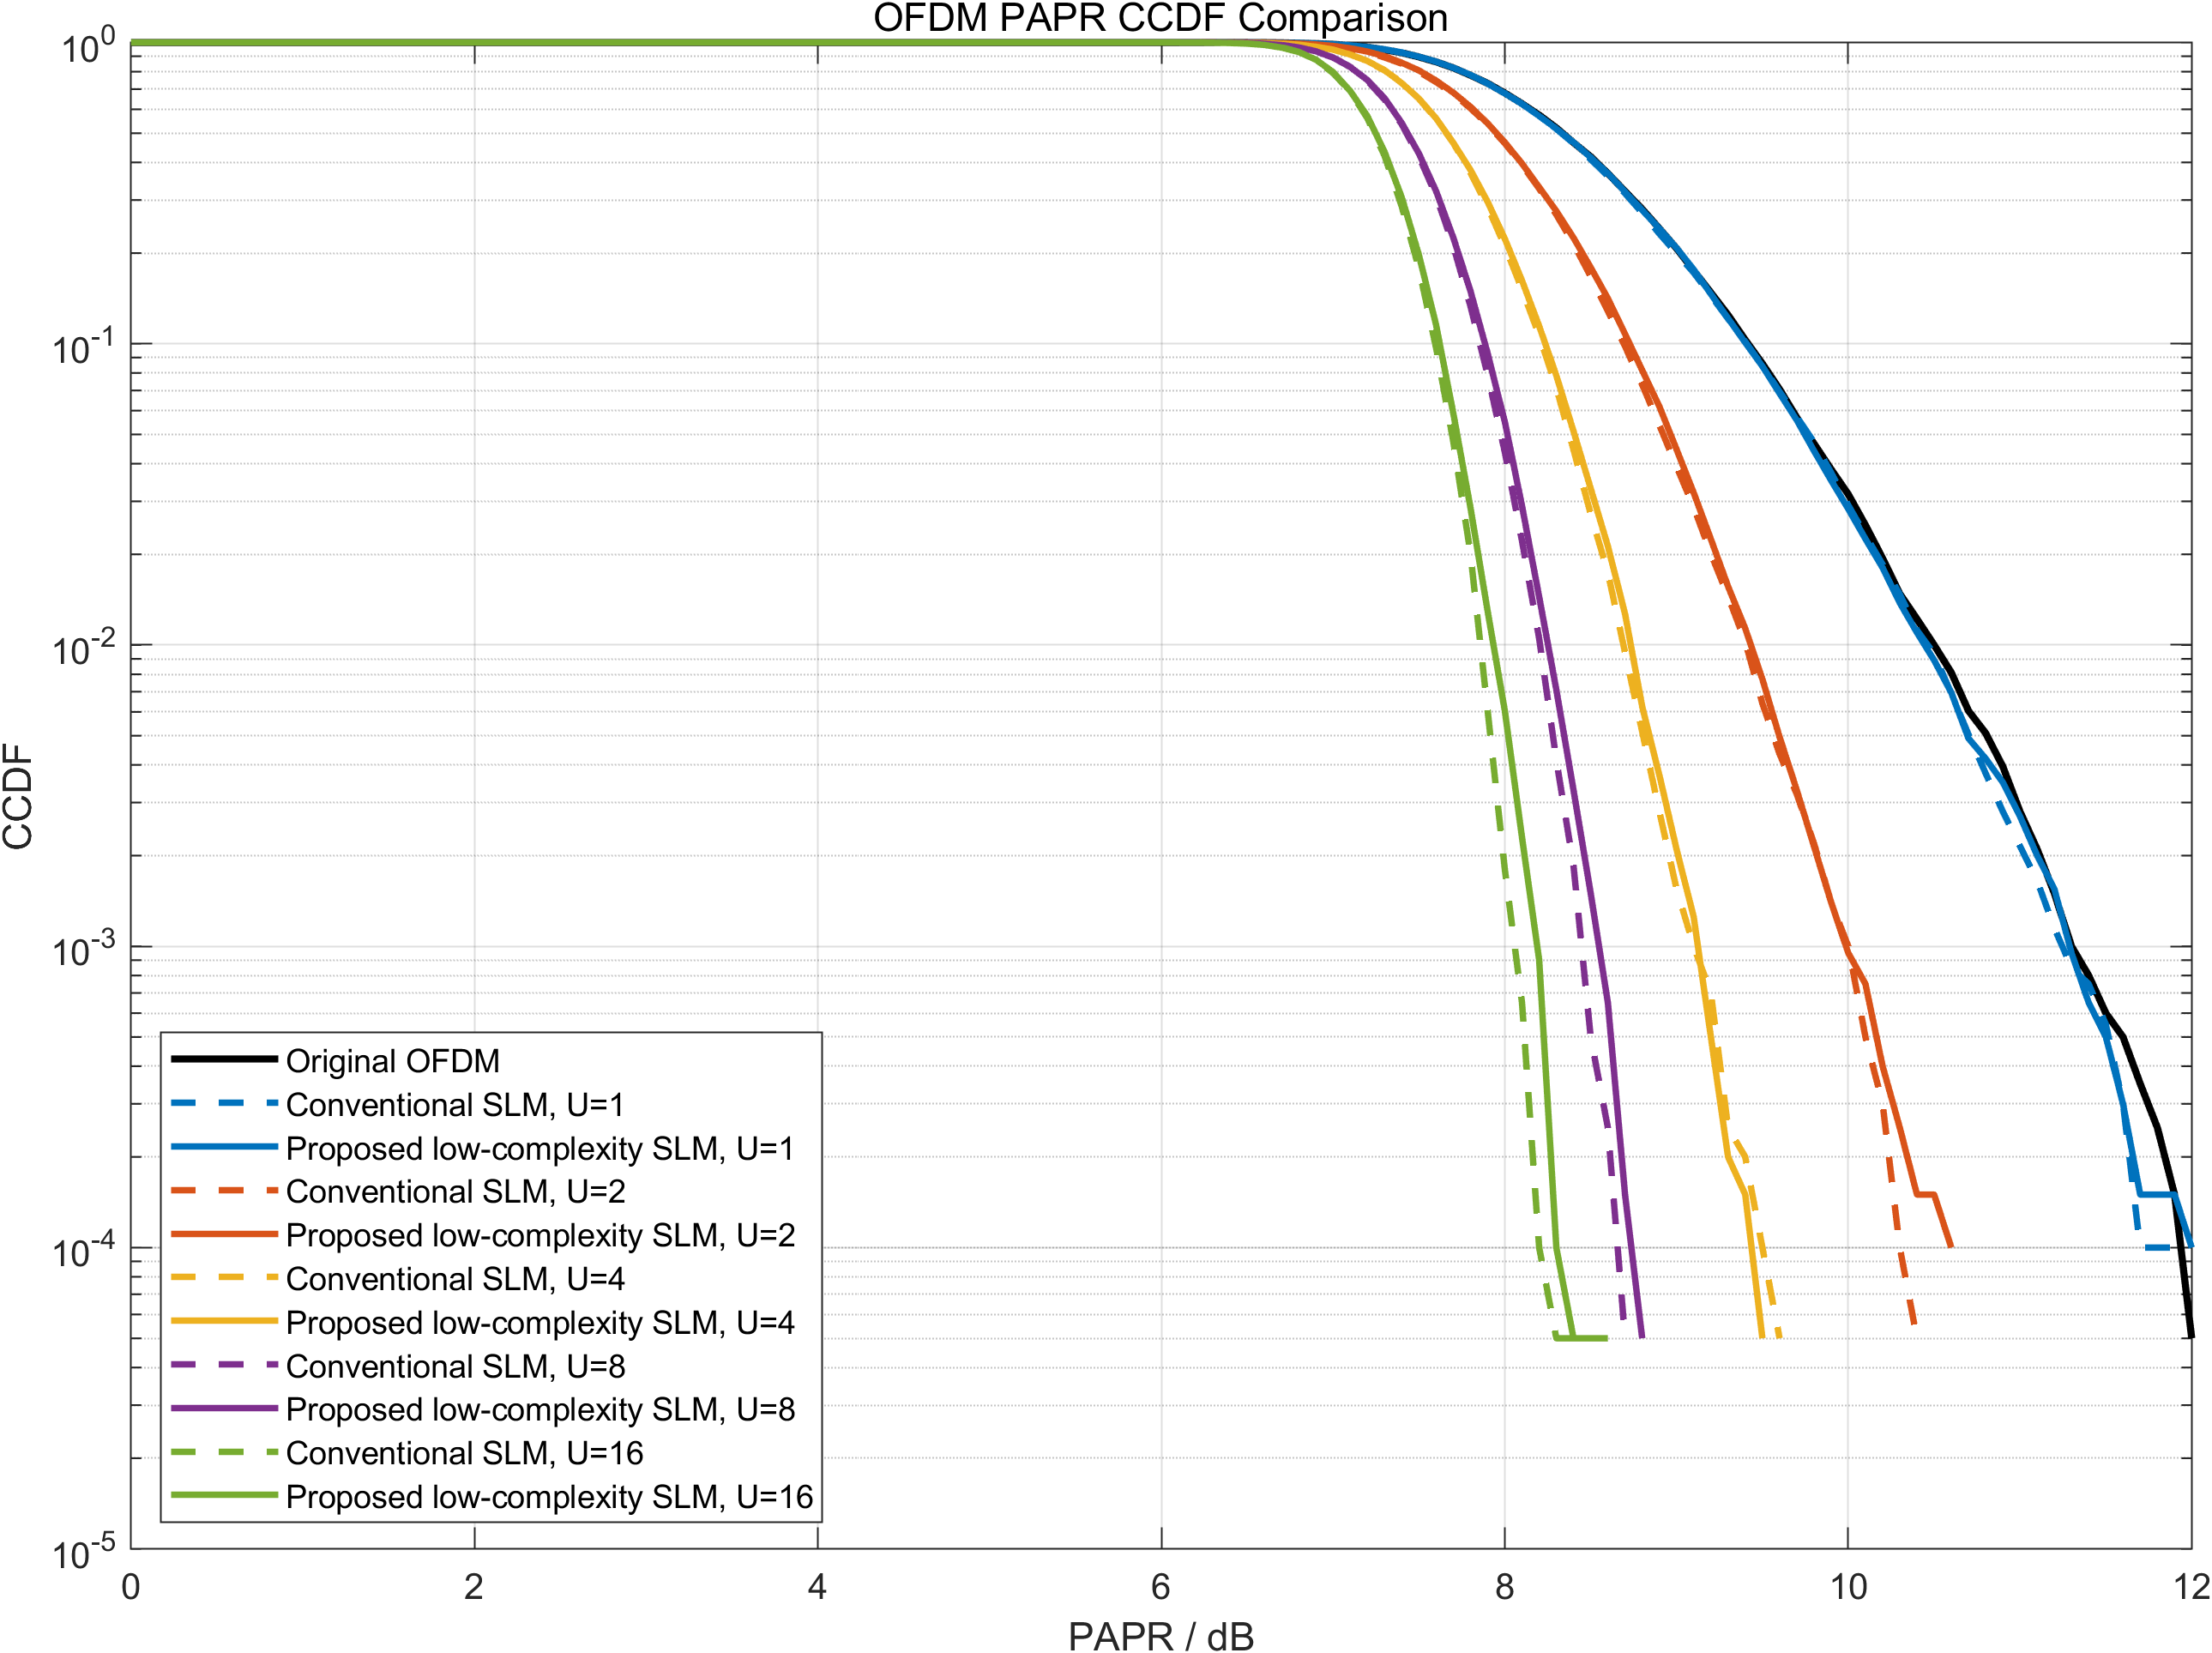 OFDM PAPR CCDF Comparison
10^0
10^-1
10^-2
10^-3
10^-4
10^-5
CCDF
Original OFDM
Conventional SLM, U=1
Proposed low-complexity SLM, U=1
Conventional SLM, U=2
Proposed low-complexity SLM, U=2
Conventional SLM, U=4
Proposed low-complexity SLM, U=4
Conventional SLM, U=8
Proposed low-complexity SLM, U=8
Conventional SLM, U=16
Proposed low-complexity SLM, U=16
0 2 4 6 8 10 12
PAPR / dB